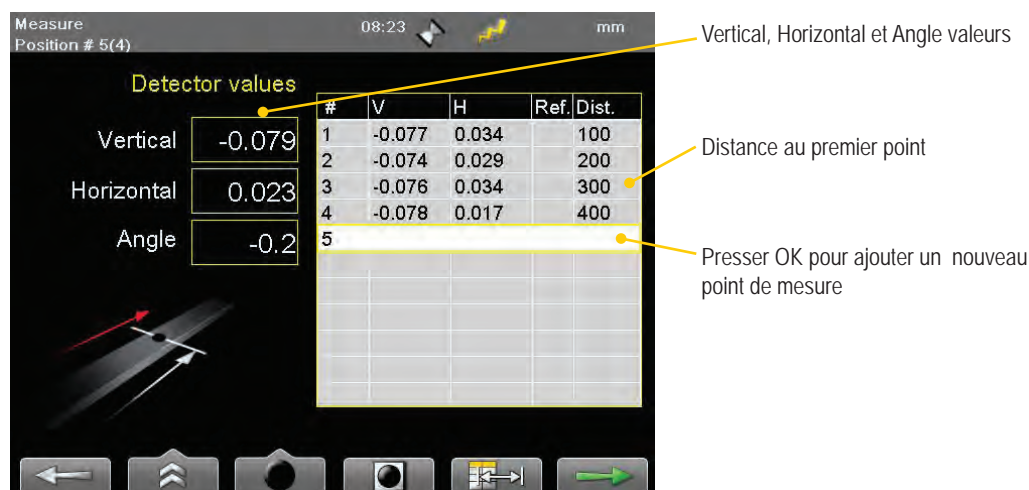 Measure
Position # 5(4)
08:23
mm
Detector values
Vertical -0.079
Horizontal 0.023
Angle -0.2
# V H Ref. Dist.
1 -0.077 0.034 100
2 -0.074 0.029 200
3 -0.076 0.034 300
4 -0.078 0.017 400
5
Vertical, Horizontal et Angle valeurs
Distance au premier point
Presser OK pour ajouter un nouveau
point de mesure